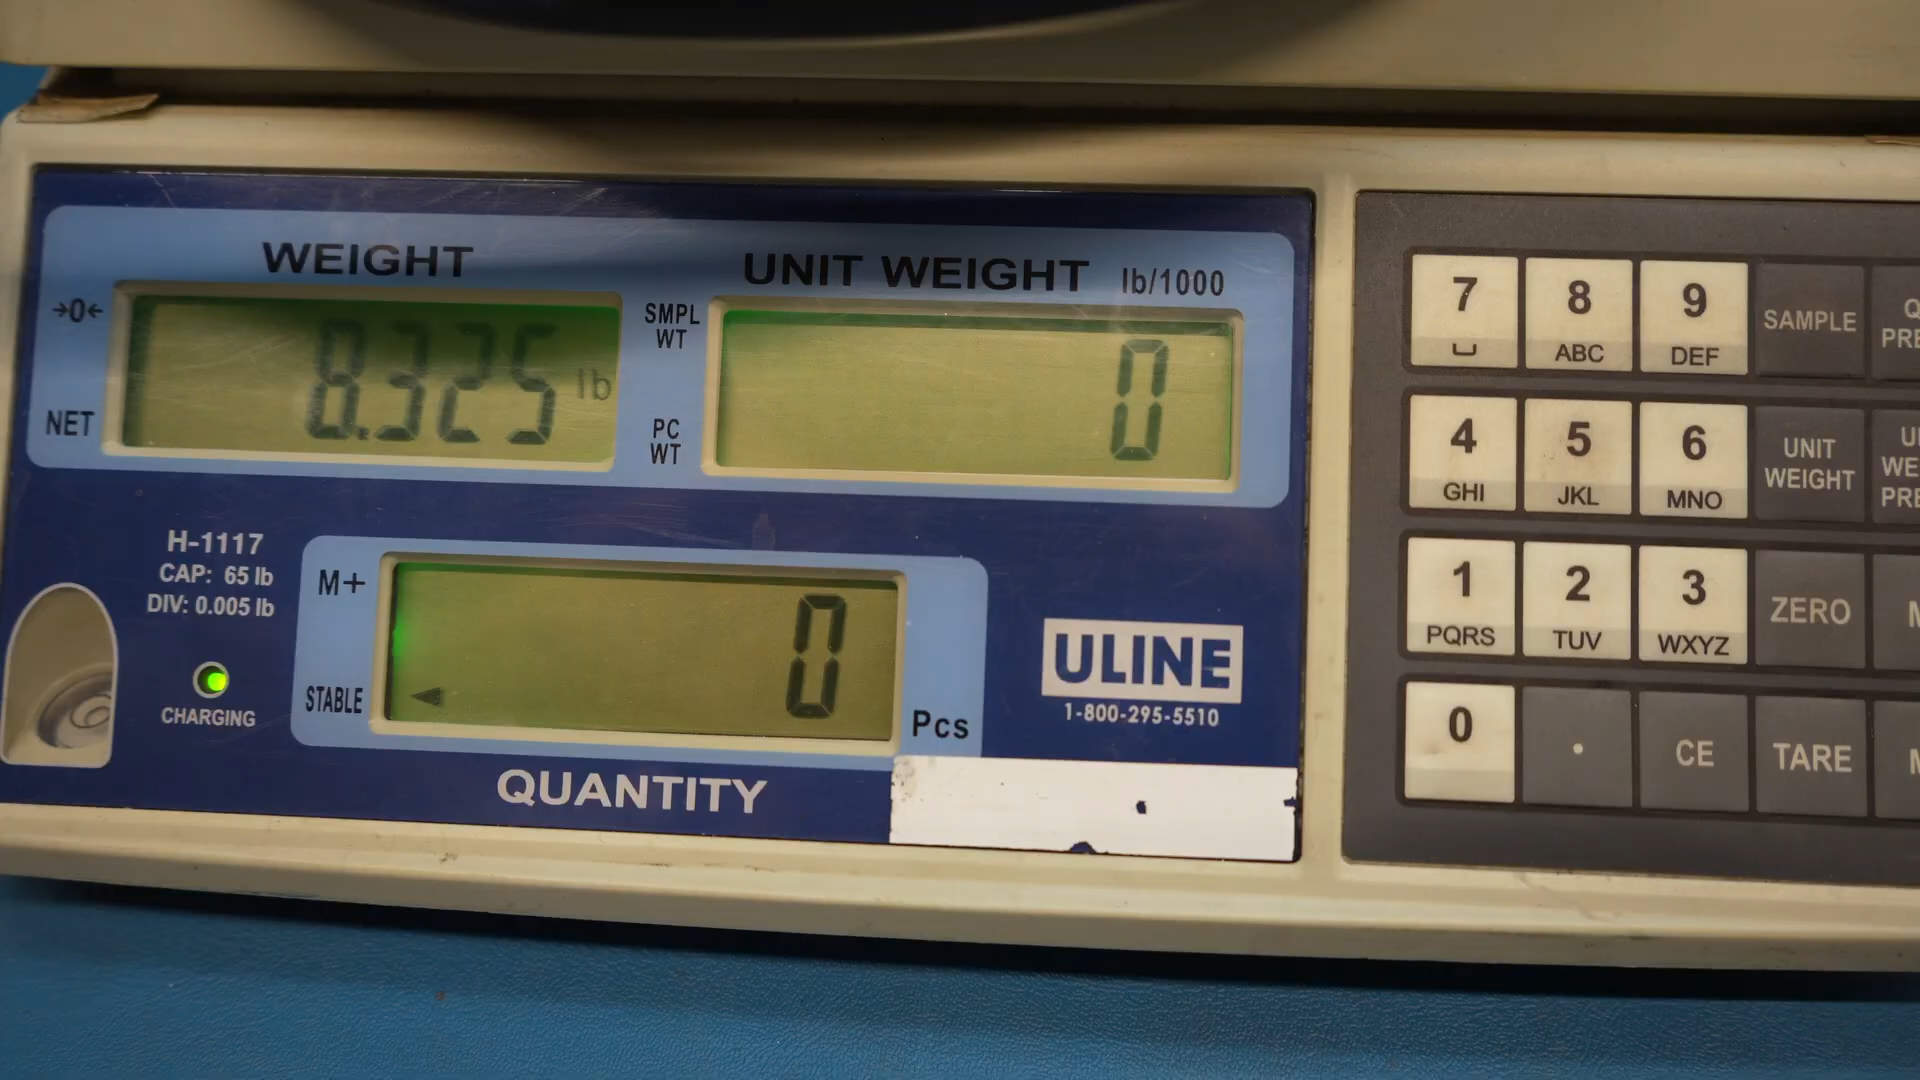 WEIGHT
UNIT WEIGHT lb/1000
→0←
NET
8.325 lb
SMPL
WT
PC
WT
0
H-1117
CAP: 65 lb
DIV: 0.005 lb
CHARGING
M+
STABLE
0
Pcs
QUANTITY
ULINE
1-800-295-5510
7
8
ABC
9
DEF
SAMPLE
4
GHI
5
JKL
6
MNO
UNIT
WEIGHT
1
PQRS
2
TUV
3
WXYZ
ZERO
0
.
CE
TARE